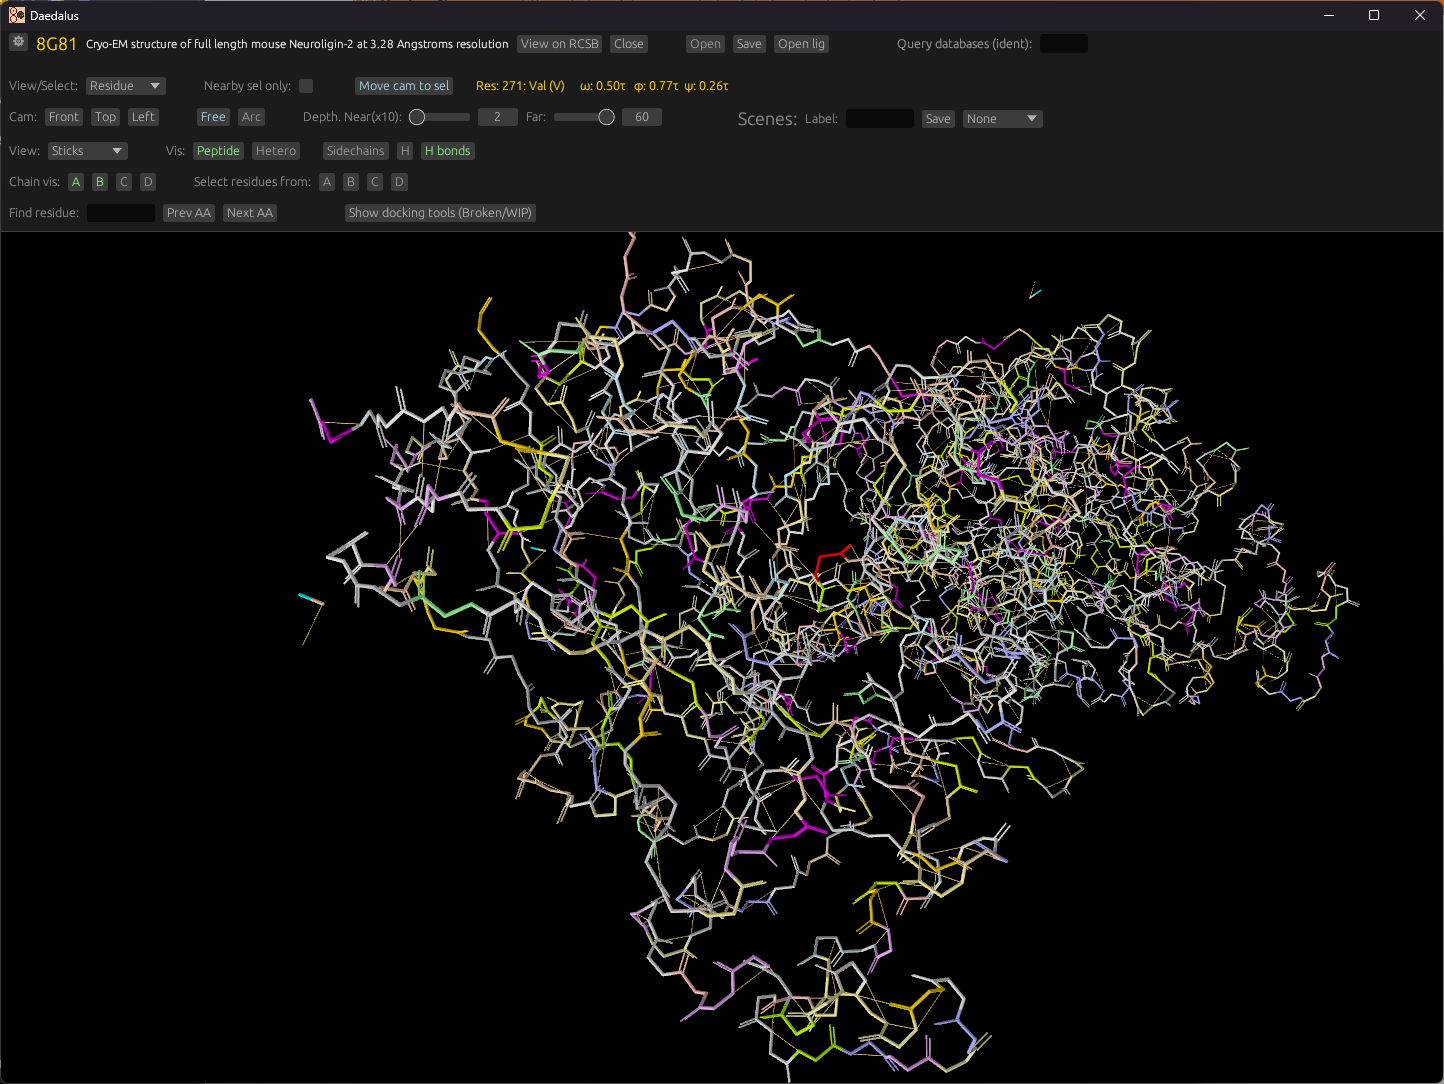 Daedalus
8G81 Cryo-EM structure of full length mouse Neuroligin-2 at 3.28 Angstroms resolution View on RCSB Close Open Save Open lig Query databases (ident):
View/Select: Residue Nearby sel only: Move cam to sel Res: 271: Val (V) ω: 0.50τ φ: 0.77τ ψ: 0.26τ
Cam: Front Top Left Free Arc Depth. Near(x10): 2 Far: 60 Scenes: Label: Save None
View: Sticks Vis: Peptide Hetero Sidechains H H bonds
Chain vis: A B C D Select residues from: A B C D
Find residue: Prev AA Next AA Show docking tools (Broken/WIP)